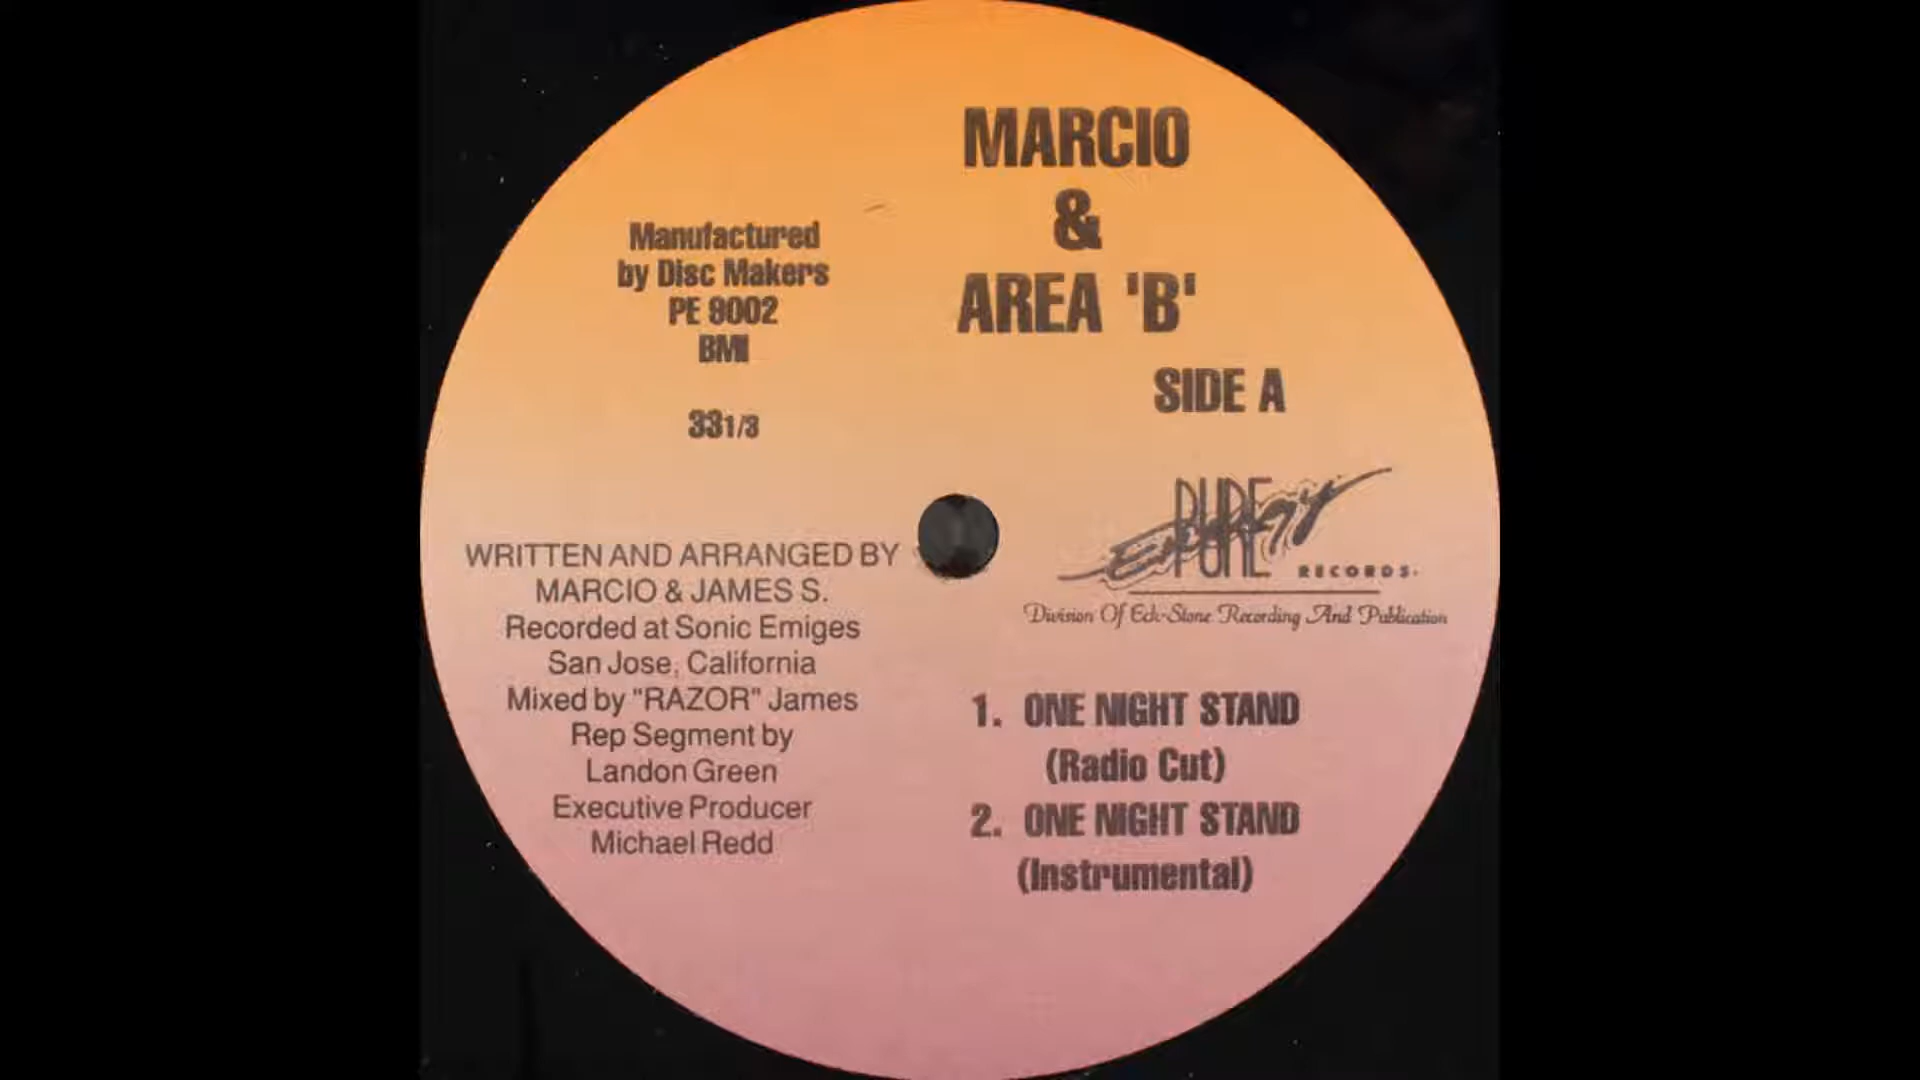 MARCIO
&
AREA 'B'
SIDE A
Manufactured
by Disc Makers
PE 9002
BMI
33 1/3
PURE
Energy
RECORDS.
Division Of Eck-Stone Recording And Publication
WRITTEN AND ARRANGED BY
MARCIO & JAMES S.
Recorded at Sonic Emiges
San Jose, California
Mixed by "RAZOR" James
Rep Segment by
Landon Green
Executive Producer
Michael Redd
1. ONE NIGHT STAND
(Radio Cut)
2. ONE NIGHT STAND
(Instrumental)